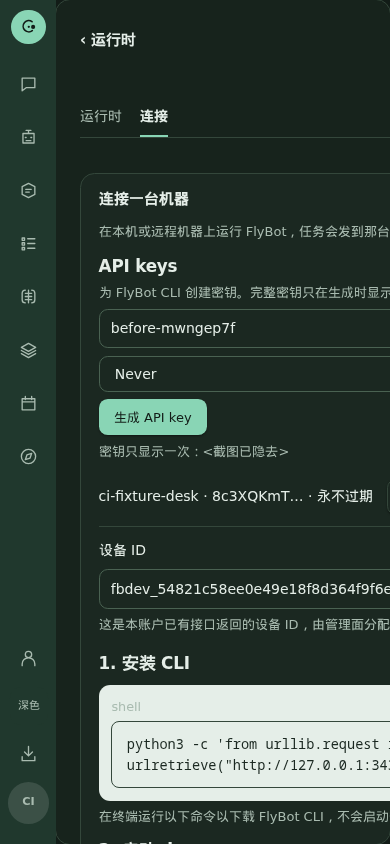 ‹ 运行时
运行时 连接
连接一台机器
在本机或远程机器上运行 FlyBot，任务会发到那台
API keys
为 FlyBot CLI 创建密钥。完整密钥只在生成时显示
before-mwngep7f
Never
生成 API key
密钥只显示一次：<截图已隐去>
ci-fixture-desk · 8c3XQKmT... · 永不过期
设备 ID
fbdev_54821c58ee0e49e18f8d364f9f6e
这是本账户已有接口返回的设备 ID，由管理面分配
1. 安装 CLI
shell
python3 -c 'from urllib.request i
urlretrieve("http://127.0.0.1:343
在终端运行以下命令以下载 FlyBot CLI，不会启动
深色
CI